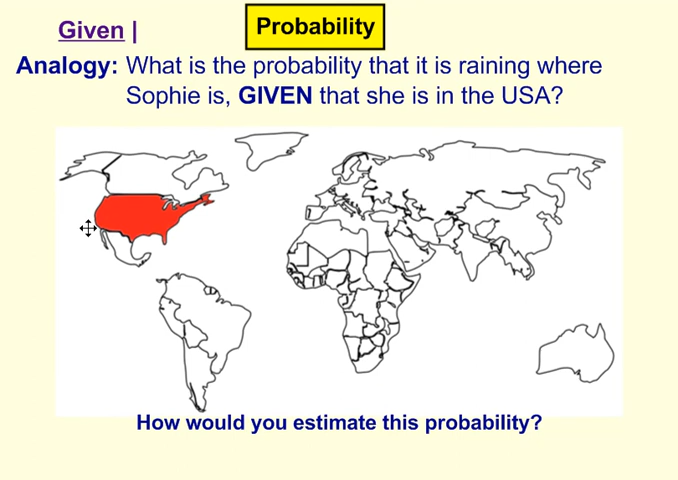 Given |
Probability
Analogy: What is the probability that it is raining where
Sophie is, GIVEN that she is in the USA?
How would you estimate this probability?